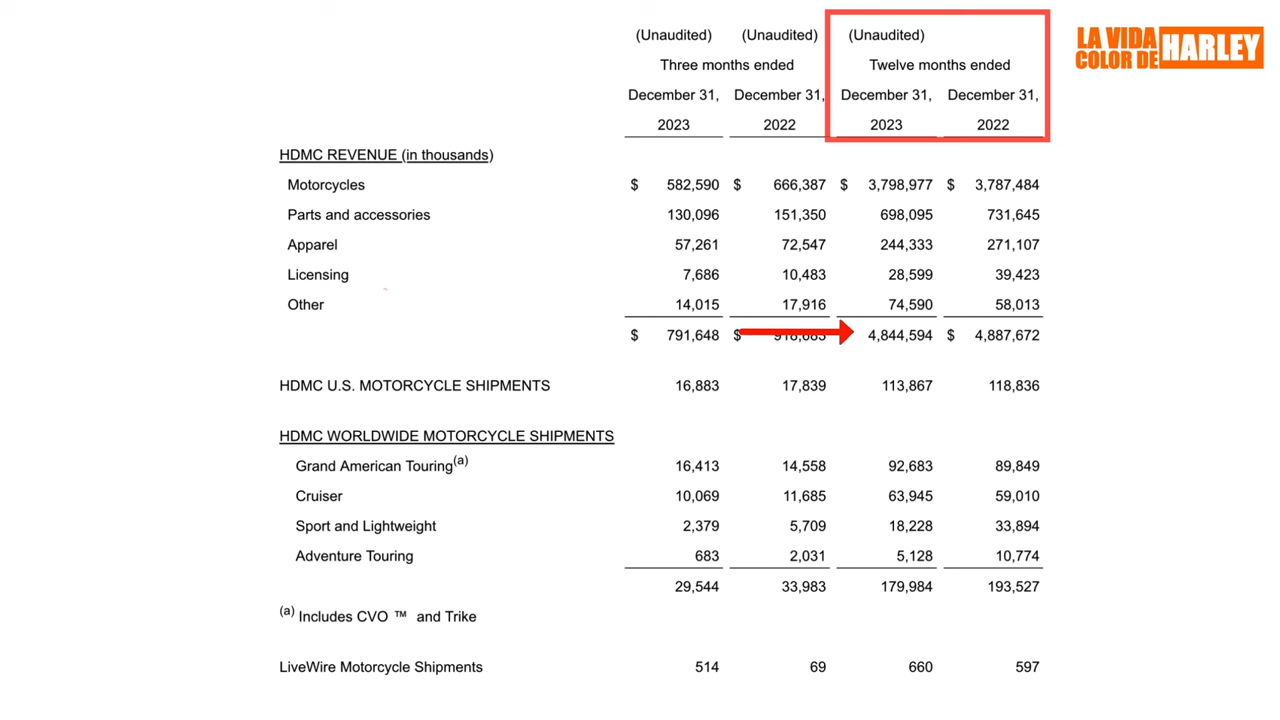 LA VIDA
COLOR DE HARLEY
(Unaudited) (Unaudited) (Unaudited)
Three months ended Twelve months ended
December 31, December 31, December 31, December 31,
2023 2022 2023 2022
HDMC REVENUE (in thousands)
Motorcycles $ 582,590 $ 666,387 $ 3,798,977 $ 3,787,484
Parts and accessories 130,096 151,350 698,095 731,645
Apparel 57,261 72,547 244,333 271,107
Licensing 7,686 10,483 28,599 39,423
Other 14,015 17,916 74,590 58,013
$ 791,648 $ 918,683 4,844,594 $ 4,887,672
HDMC U.S. MOTORCYCLE SHIPMENTS 16,883 17,839 113,867 118,836
HDMC WORLDWIDE MOTORCYCLE SHIPMENTS
Grand American Touring(a) 16,413 14,558 92,683 89,849
Cruiser 10,069 11,685 63,945 59,010
Sport and Lightweight 2,379 5,709 18,228 33,894
Adventure Touring 683 2,031 5,128 10,774
29,544 33,983 179,984 193,527
(a) Includes CVO ™ and Trike
LiveWire Motorcycle Shipments 514 69 660 597